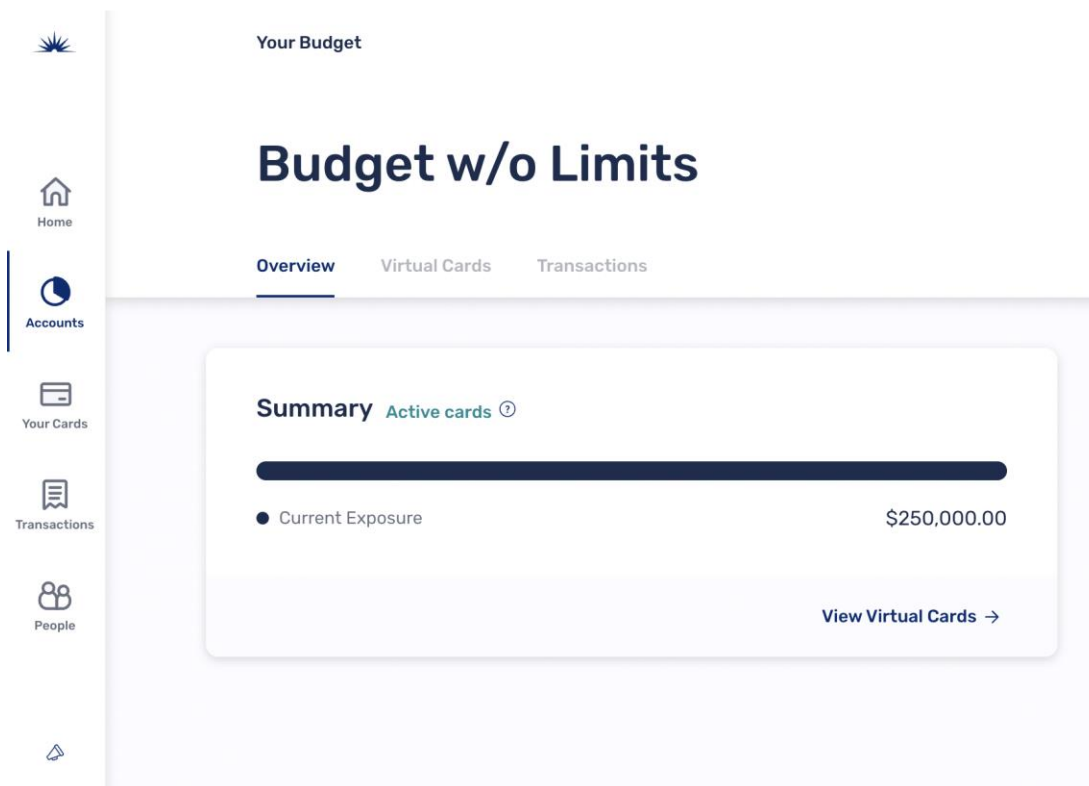 Your Budget
Budget w/o Limits
Overview Virtual Cards Transactions
Home
Accounts
Your Cards
Transactions
People
Summary Active cards ?
Current Exposure $250,000.00
View Virtual Cards →